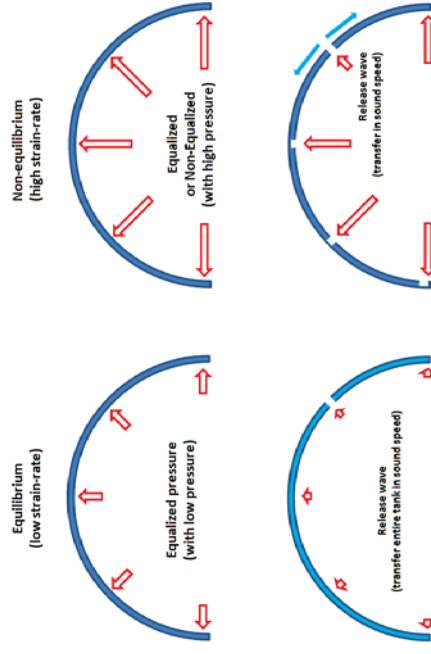 Equilibrium
(low strain-rate)
Non-equilibrium
(high strain-rate)
Equalized pressure
(with low pressure)
Equalized
or Non-Equalized
(with high pressure)
Release wave
(transfer entire tank in sound speed)
Release wave
(transfer in sound speed)